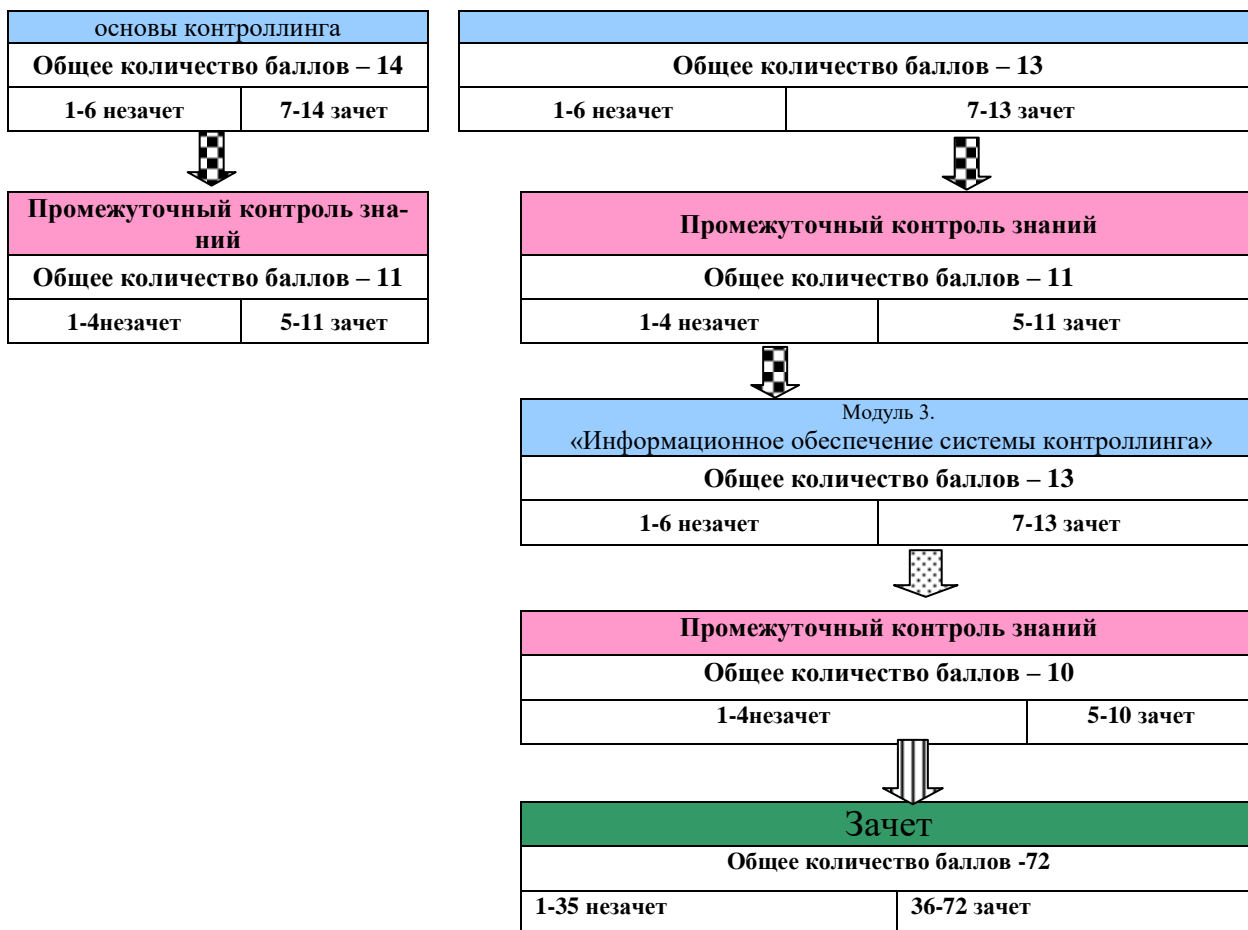 основы контроллинга
Общее количество баллов – 14
1-6 незачет 7-14 зачет
Промежуточный контроль зна-
ний
Общее количество баллов – 11
1-4незачет 5-11 зачет
Общее количество баллов – 13
1-6 незачет 7-13 зачет
Промежуточный контроль знаний
Общее количество баллов – 11
1-4 незачет 5-11 зачет
Модуль 3.
«Информационное обеспечение системы контроллинга»
Общее количество баллов – 13
1-6 незачет 7-13 зачет
Промежуточный контроль знаний
Общее количество баллов – 10
1-4незачет 5-10 зачет
Зачет
Общее количество баллов -72
1-35 незачет 36-72 зачет